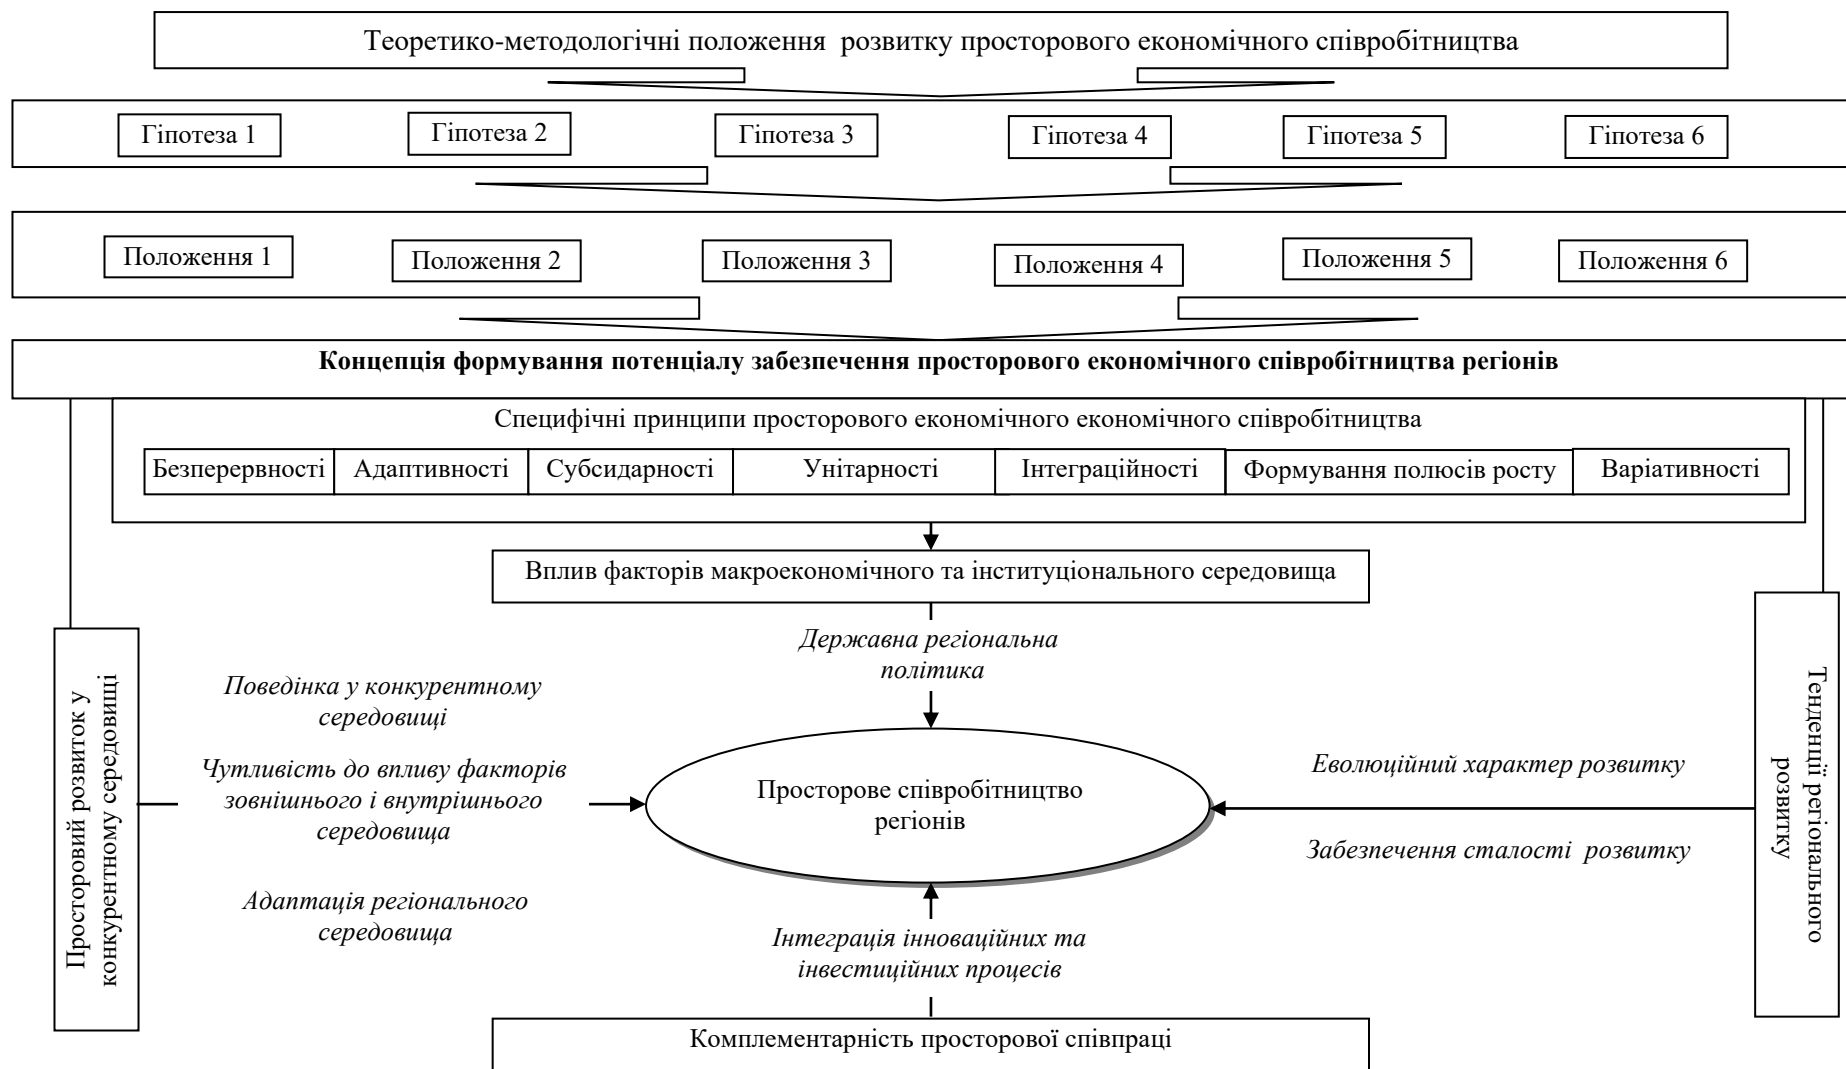 Теоретико-методологічні положення розвитку просторового економічного співробітництва
Гіпотеза 1
Гіпотеза 2
Гіпотеза 3
Гіпотеза 4
Гіпотеза 5
Гіпотеза 6
Положення 1
Положення 2
Положення 3
Положення 4
Положення 5
Положення 6
Концепція формування потенціалу забезпечення просторового економічного співробітництва регіонів
Специфічні принципи просторового економічного економічного співробітництва
Безперервності
Адаптивності
Субсидарності
Унітарності
Інтеграційності
Формування полюсів росту
Варіативності
Вплив факторів макроекономічного та інституціонального середовища
Державна регіональна
політика
Просторовий розвиток у
конкурентному середовищі
Поведінка у конкурентному
середовищі
Чутливість до впливу факторів
зовнішнього і внутрішнього
середовища
Адаптація регіонального
середовища
Просторове співробітництво
регіонів
Еволюційний характер розвитку
Забезпечення сталості розвитку
Тенденції регіонального
розвитку
Інтеграція інноваційних та
інвестиційних процесів
Комплементарність просторової співпраці